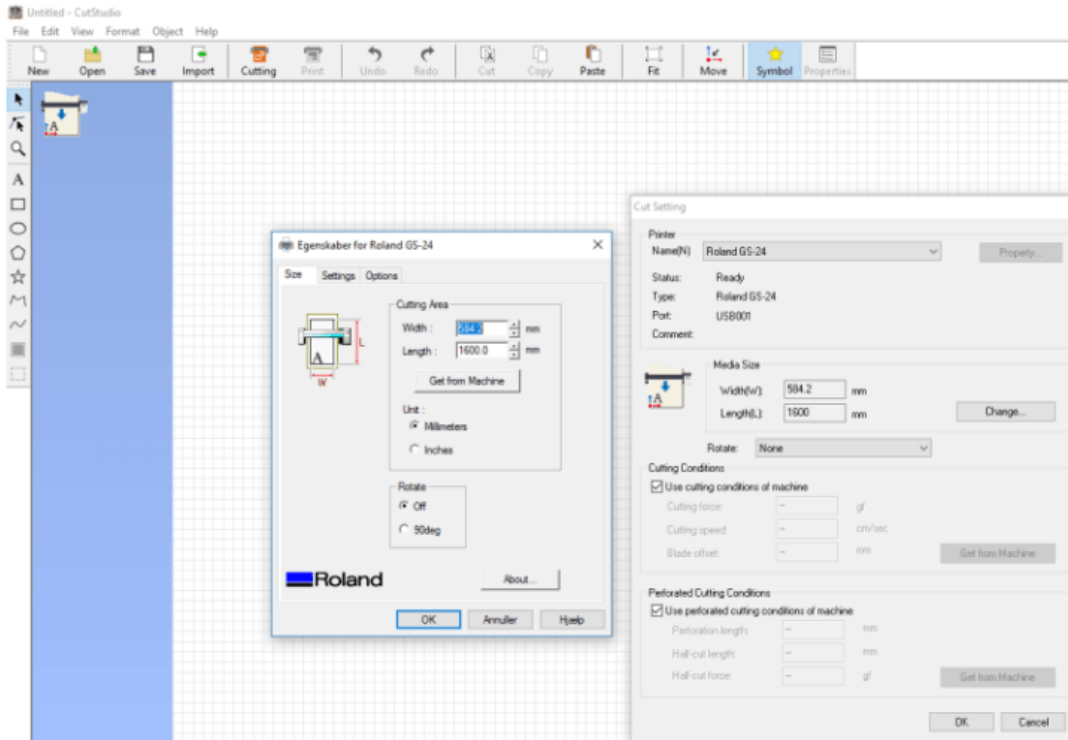 Untitled - CutStudio
File Edit View Format Object Help
New Open Save Import Cutting Print Undo Redo Cut Copy Paste Fit Move Symbol Properties
A
A
Egenskaber for Roland GS-24
Size Settings Options
Cutting Area
Width : 584.2 mm
Length : 1600.0 mm
L
A
W
Get from Machine
Unit :
Millimeters
Inches
Rotate
Off
90deg
Roland
About...
OK Annuller Hjælp
Cut Setting
Printer
Name(N) Roland GS-24 Property...
Status: Ready
Type: Roland GS-24
Port: USB001
Comment:
Media Size
A
Width(W): 584.2 mm
Length(L): 1600 mm
Change...
Rotate: None
Cutting Conditions
Use cutting conditions of machine
Cutting force: -- gf
Cutting speed: -- cm/sec
Blade offset: -- mm
Get from Machine
Perforated Cutting Conditions
Use perforated cutting conditions of machine
Perforation length: -- mm
Half-cut length: -- mm
Half-cut force: -- gf
Get from Machine
OK Cancel